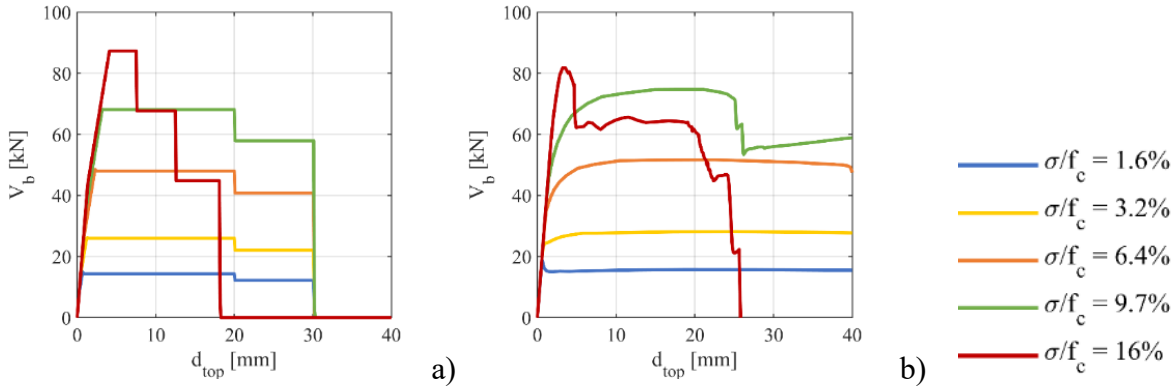 100
80
60
40
20
0
V_b [kN]
0 10 20 30 40
d_top [mm]
a)
100
80
60
40
20
0
V_b [kN]
0 10 20 30 40
d_top [mm]
b)
σ/f_c = 1.6%
σ/f_c = 3.2%
σ/f_c = 6.4%
σ/f_c = 9.7%
σ/f_c = 16%